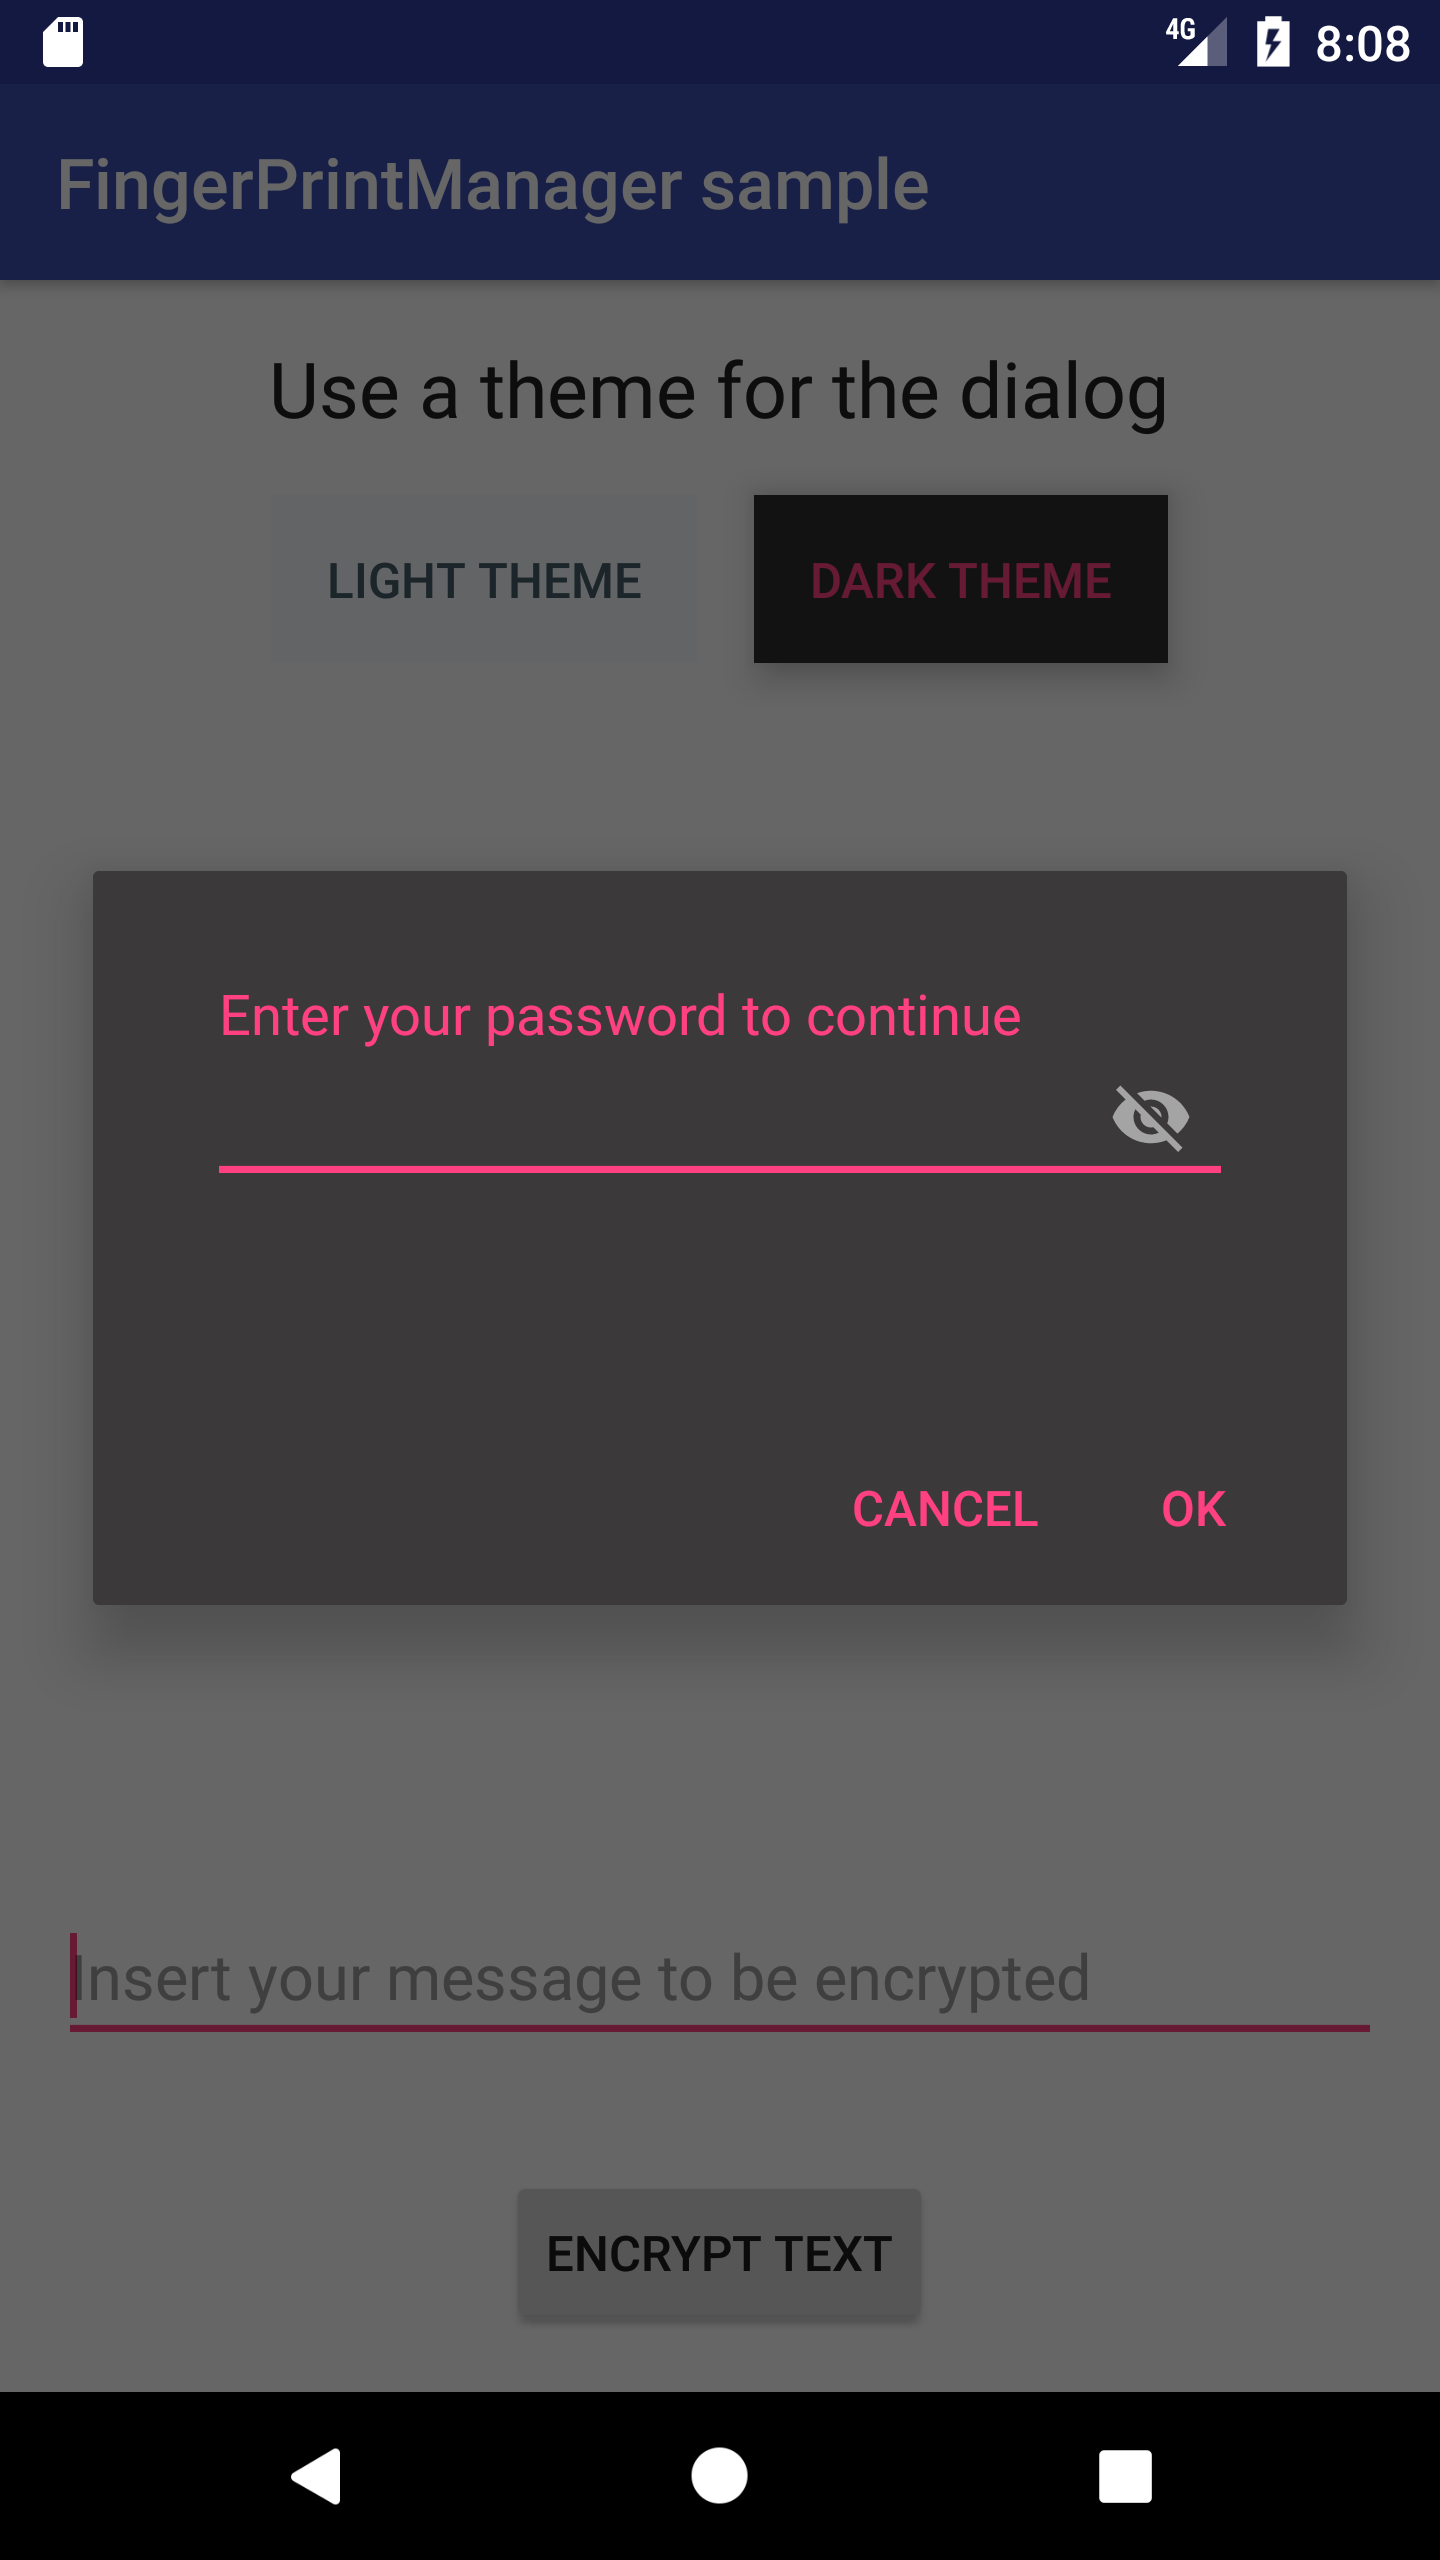 4G 8:08
FingerPrintManager sample
Use a theme for the dialog
LIGHT THEME DARK THEME
Enter your password to continue
CANCEL OK
Insert your message to be encrypted
ENCRYPT TEXT